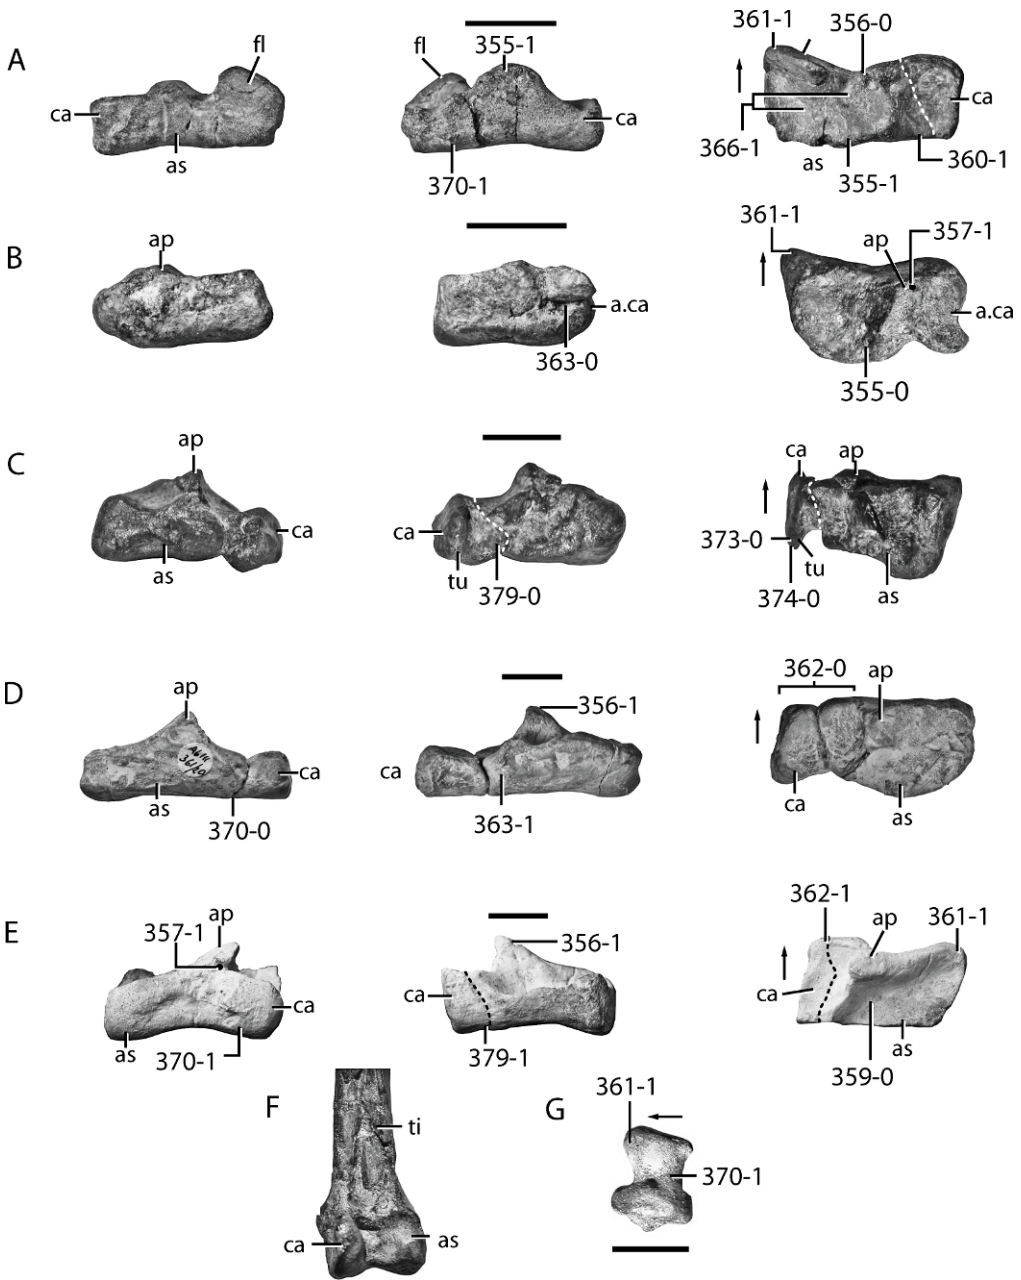 A
ca
as
fl
fl
355-1
ca
370-1
361-1
356-0
ca
366-1
as
355-1
360-1
B
ap
a.ca
363-0
361-1
ap
357-1
a.ca
355-0
C
ap
ca
as
ca
tu
379-0
ca
ap
373-0
tu
374-0
as
D
ap
ca
as
370-0
356-1
ca
363-1
362-0
ap
ca
as
E
357-1
ap
ca
as
370-1
356-1
ca
379-1
362-1
ap
361-1
ca
as
359-0
F
ti
ca
as
G
361-1
370-1